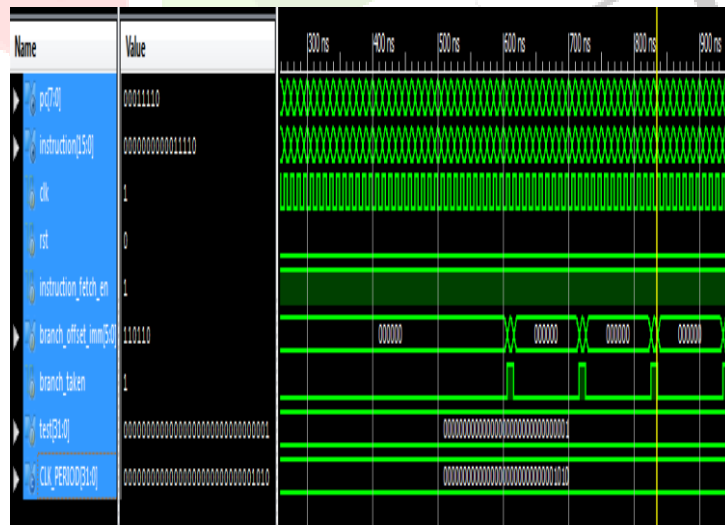 Name Value 300 ns 400 ns 500 ns 600 ns 700 ns 800 ns 900 ns
pc[7:0] 00011110
instruction[15:0] 0000000000011110
clk 1
rst 0
instruction_fetch_en 1
branch_offset_imm[5:0] 110110 000000 000000 000000 000000
branch_taken 1
test[31:0] 00000000000000000000000000000001 00000000000000000000000000000001
CLK_PERIOD[31:0] 00000000000000000000000000001010 00000000000000000000000000001010